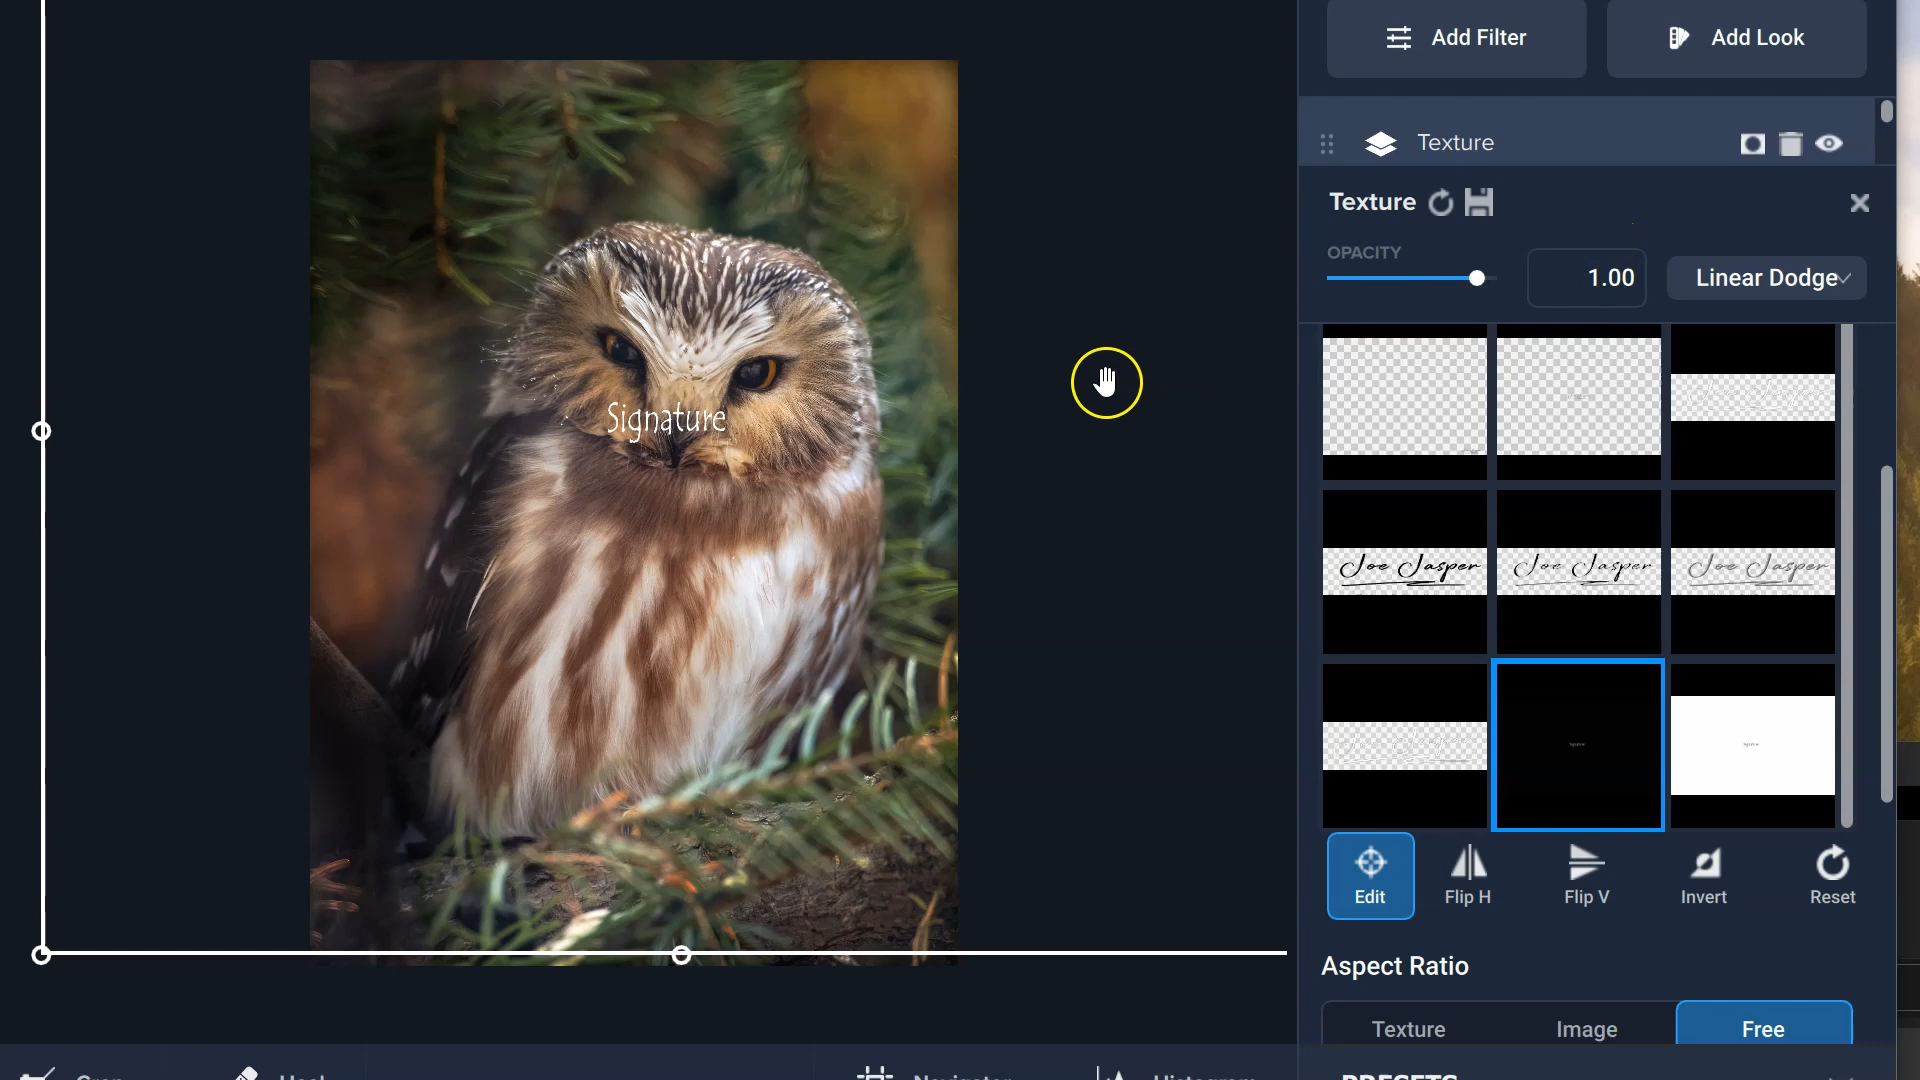 Add Filter
Add Look
Texture
Texture
OPACITY
1.00
Linear Dodge
Signature
Joe Jasper
Joe Jasper
Joe Jasper
Edit
Flip H
Flip V
Invert
Reset
Aspect Ratio
Texture
Image
Free